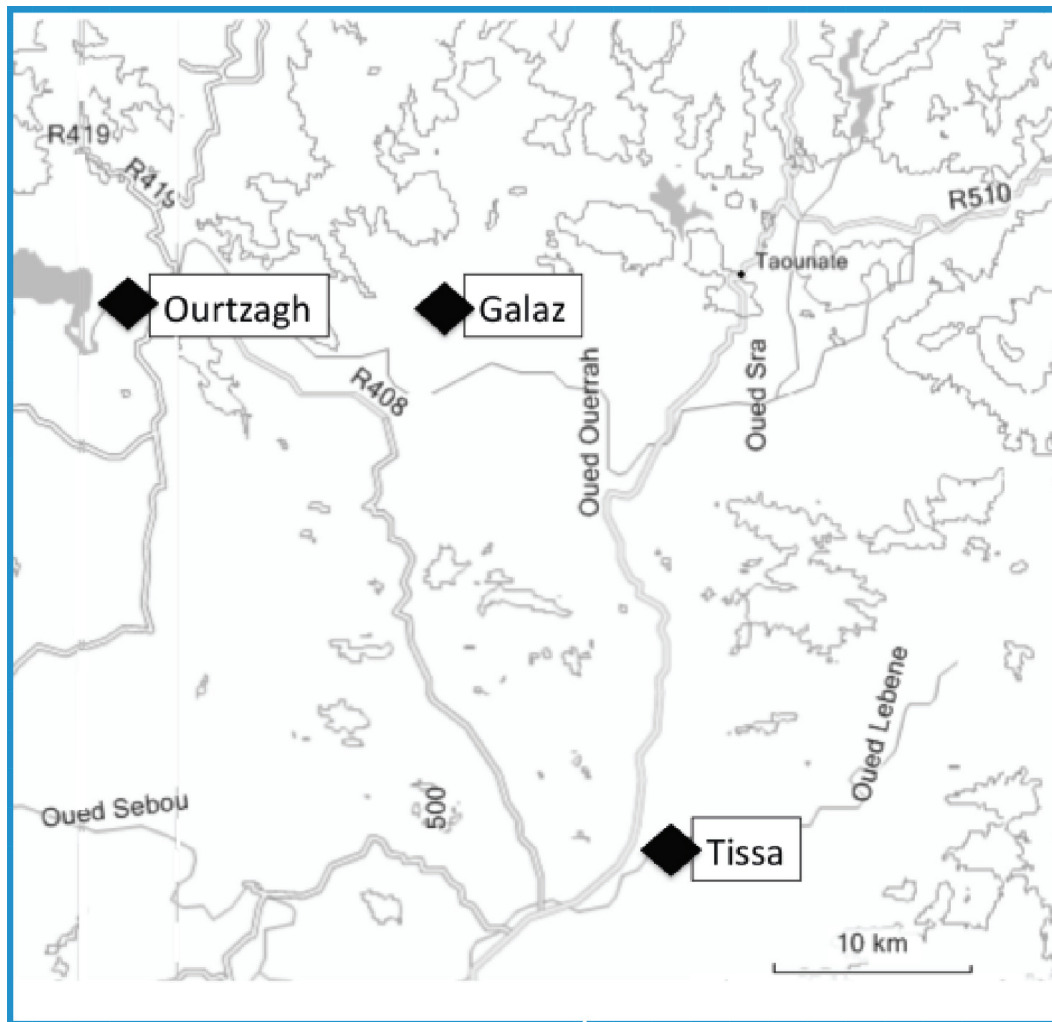 R419
R419
R510
Taounate
Ourtzagh
Galaz
Oued Sra
R408
Oued Ouerrah
Oued Lebene
Oued Sebou
500
Tissa
10 km